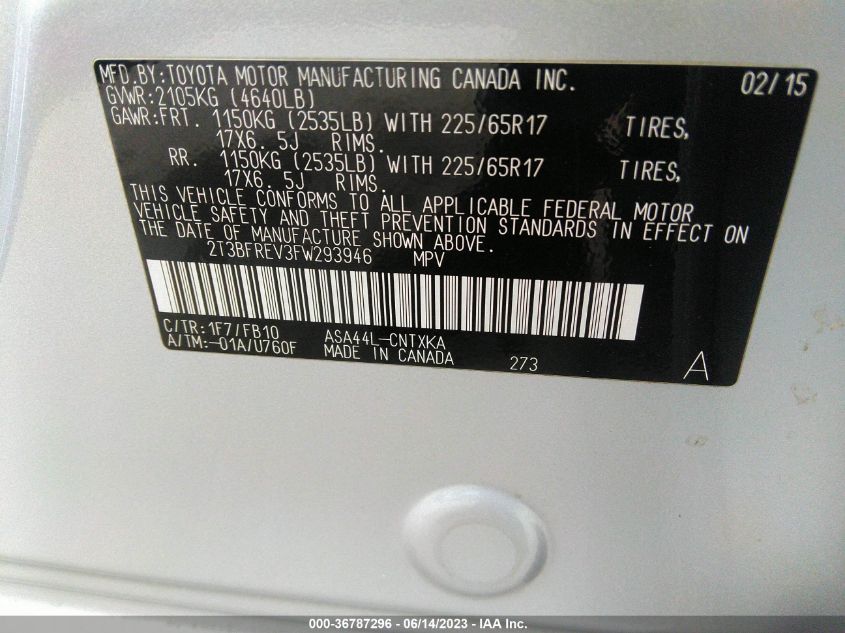 MFD.BY:TOYOTA MOTOR MANUFACTURING CANADA INC. 02/15
GVWR:2105KG (4640LB)
GAWR:FRT. 1150KG (2535LB) WITH 225/65R17 TIRES,
17X6. 5J RIMS.
RR. 1150KG (2535LB) WITH 225/65R17 TIRES,
17X6. 5J RIMS.
THIS VEHICLE CONFORMS TO ALL APPLICABLE FEDERAL MOTOR
VEHICLE SAFETY AND THEFT PREVENTION STANDARDS IN EFFECT ON
THE DATE OF MANUFACTURE SHOWN ABOVE.
2T3BFREV3FW293946 MPV
C/TR:1F7/FB10 ASA44L-CNTXKA
A/TM:-01A/U760F MADE IN CANADA 273 A
000-36787296 - 06/14/2023 - IAA Inc.